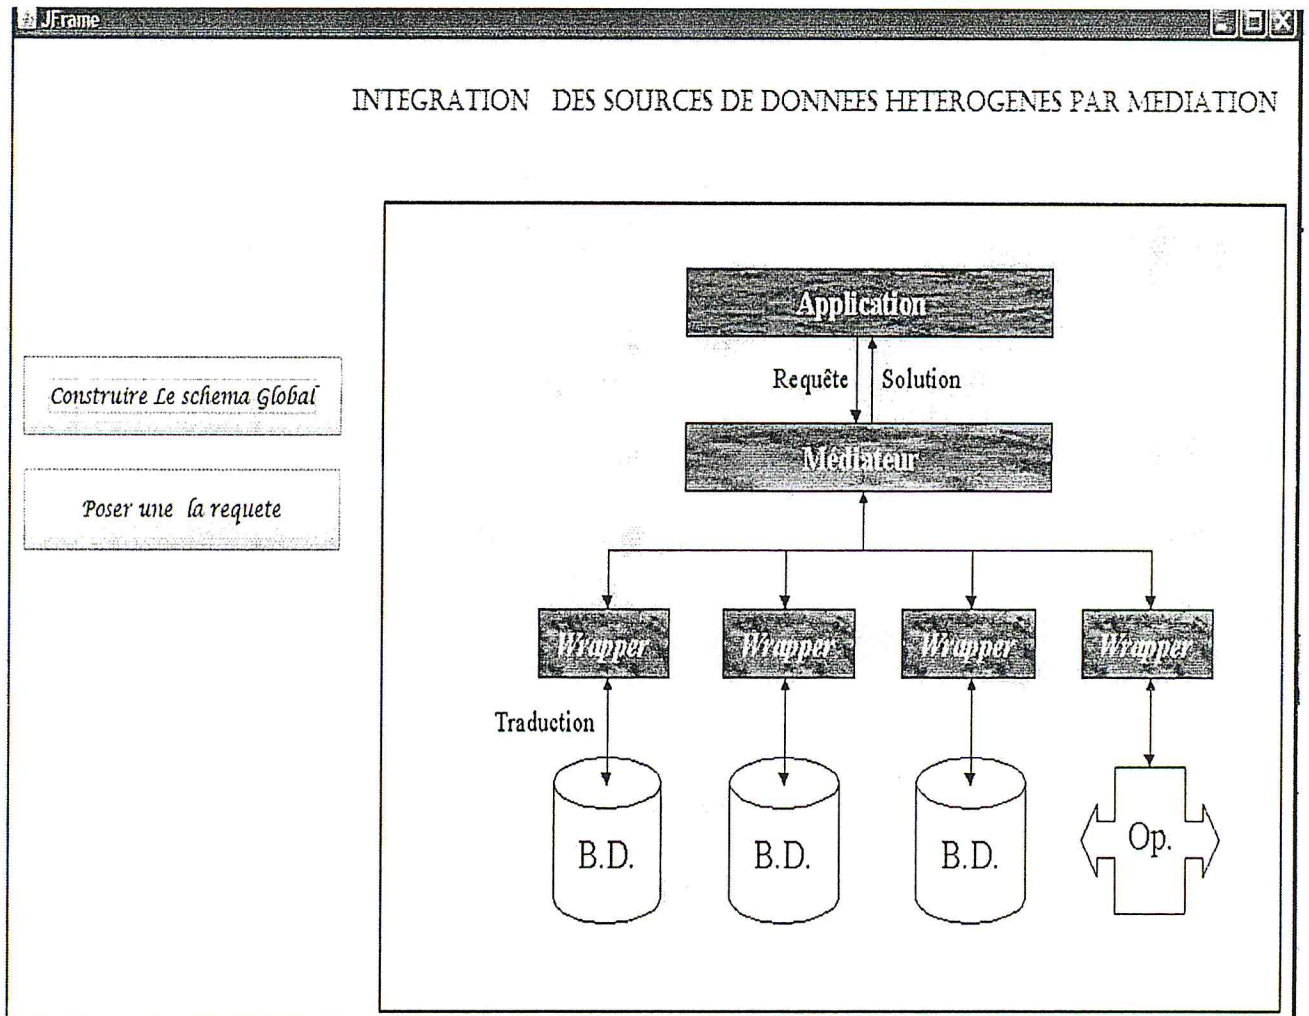 JFrame
INTEGRATION DES SOURCES DE DONNEES HETEROGENES PAR MEDIATION
Application
Requête Solution
Construire Le schema Global
Médiateur
Poser une la requete
Wrapper Wrapper Wrapper Wrapper
Traduction
B.D. B.D. B.D. Op.